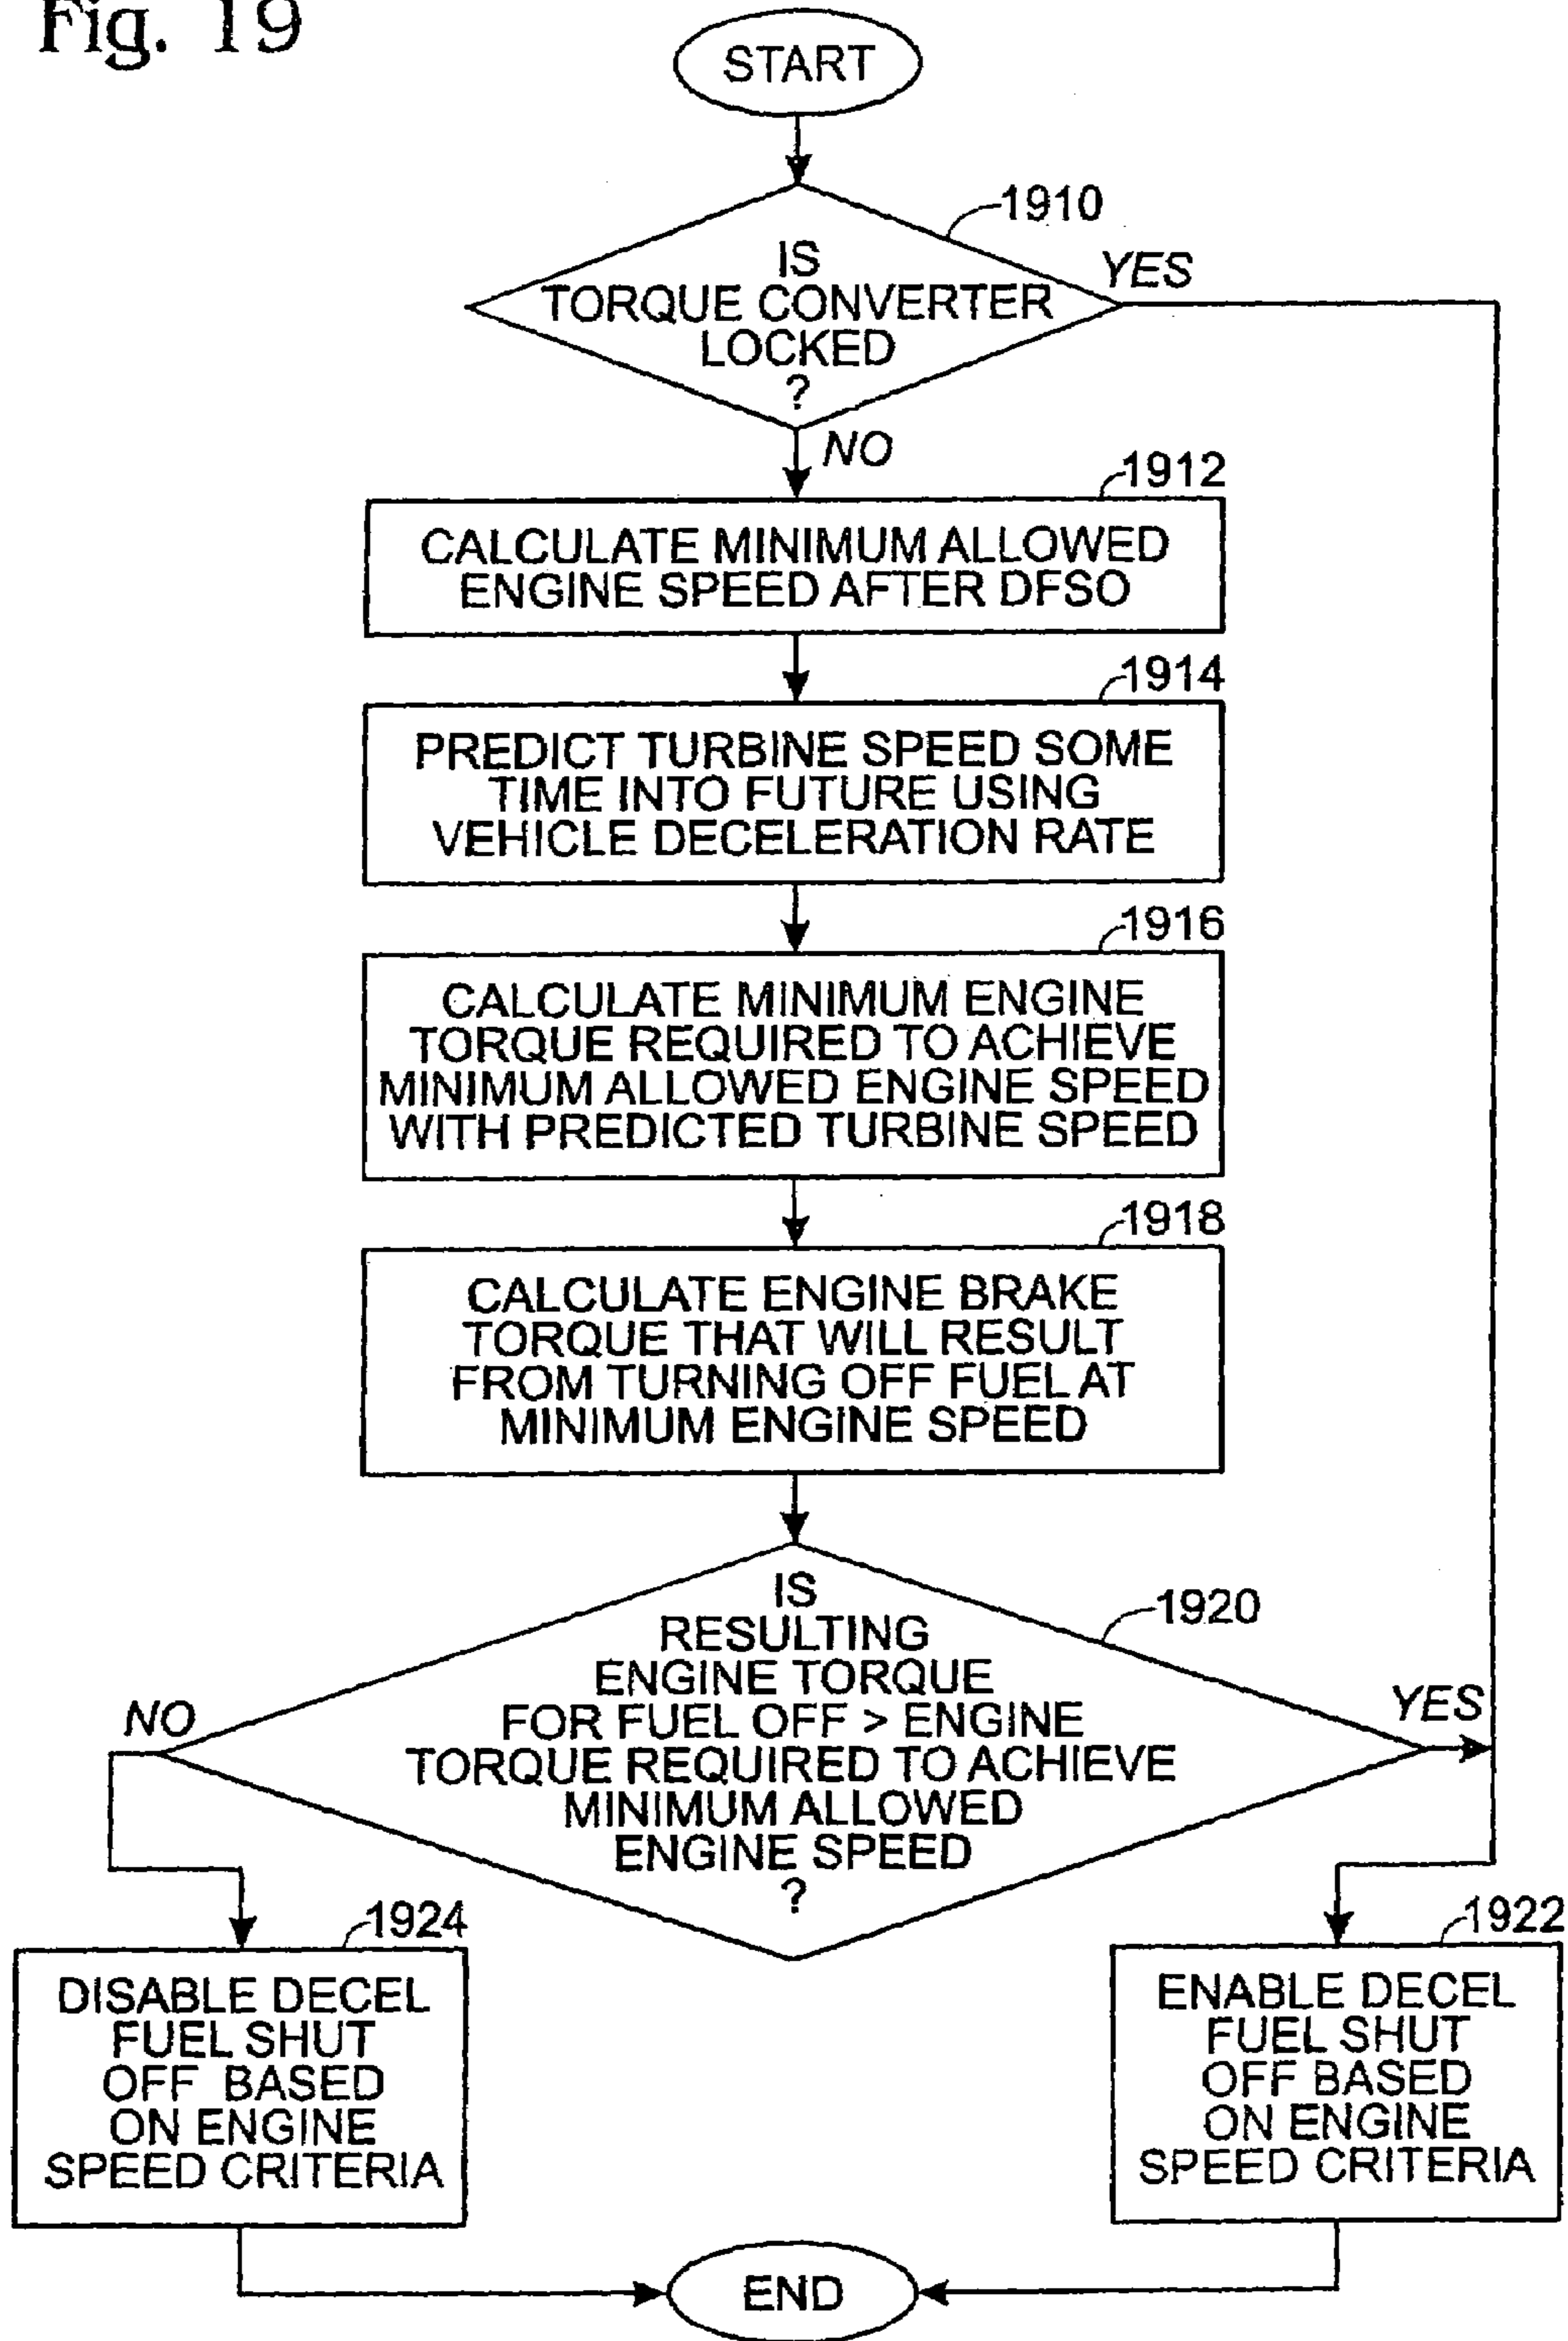 Fig. 19
START
1910
IS
TORQUE CONVERTER
LOCKED
?
YES
NO
1912
CALCULATE MINIMUM ALLOWED
ENGINE SPEED AFTER DFSO
1914
PREDICT TURBINE SPEED SOME
TIME INTO FUTURE USING
VEHICLE DECELERATION RATE
1916
CALCULATE MINIMUM ENGINE
TORQUE REQUIRED TO ACHIEVE
MINIMUM ALLOWED ENGINE SPEED
WITH PREDICTED TURBINE SPEED
1918
CALCULATE ENGINE BRAKE
TORQUE THAT WILL RESULT
FROM TURNING OFF FUEL AT
MINIMUM ENGINE SPEED
1920
IS
RESULTING
ENGINE TORQUE
FOR FUEL OFF > ENGINE
TORQUE REQUIRED TO ACHIEVE
MINIMUM ALLOWED
ENGINE SPEED
?
NO
YES
1924
DISABLE DECEL
FUEL SHUT
OFF BASED
ON ENGINE
SPEED CRITERIA
1922
ENABLE DECEL
FUEL SHUT
OFF BASED
ON ENGINE
SPEED CRITERIA
END